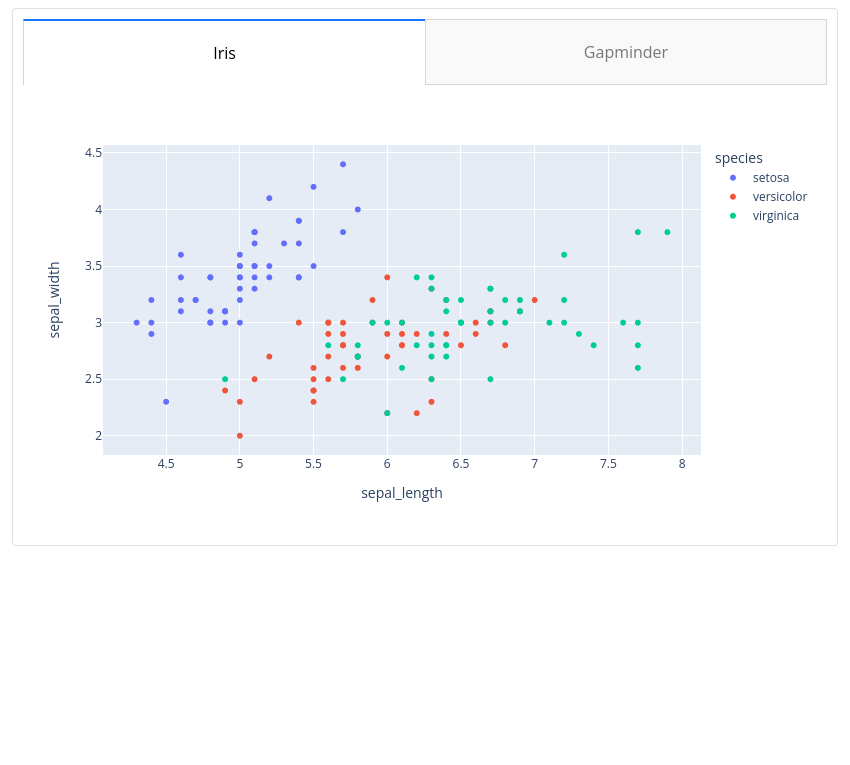 Iris
Gapminder
species
setosa
versicolor
virginica
4.5
4
3.5
3
2.5
2
sepal_width
4.5 5 5.5 6 6.5 7 7.5 8
sepal_length